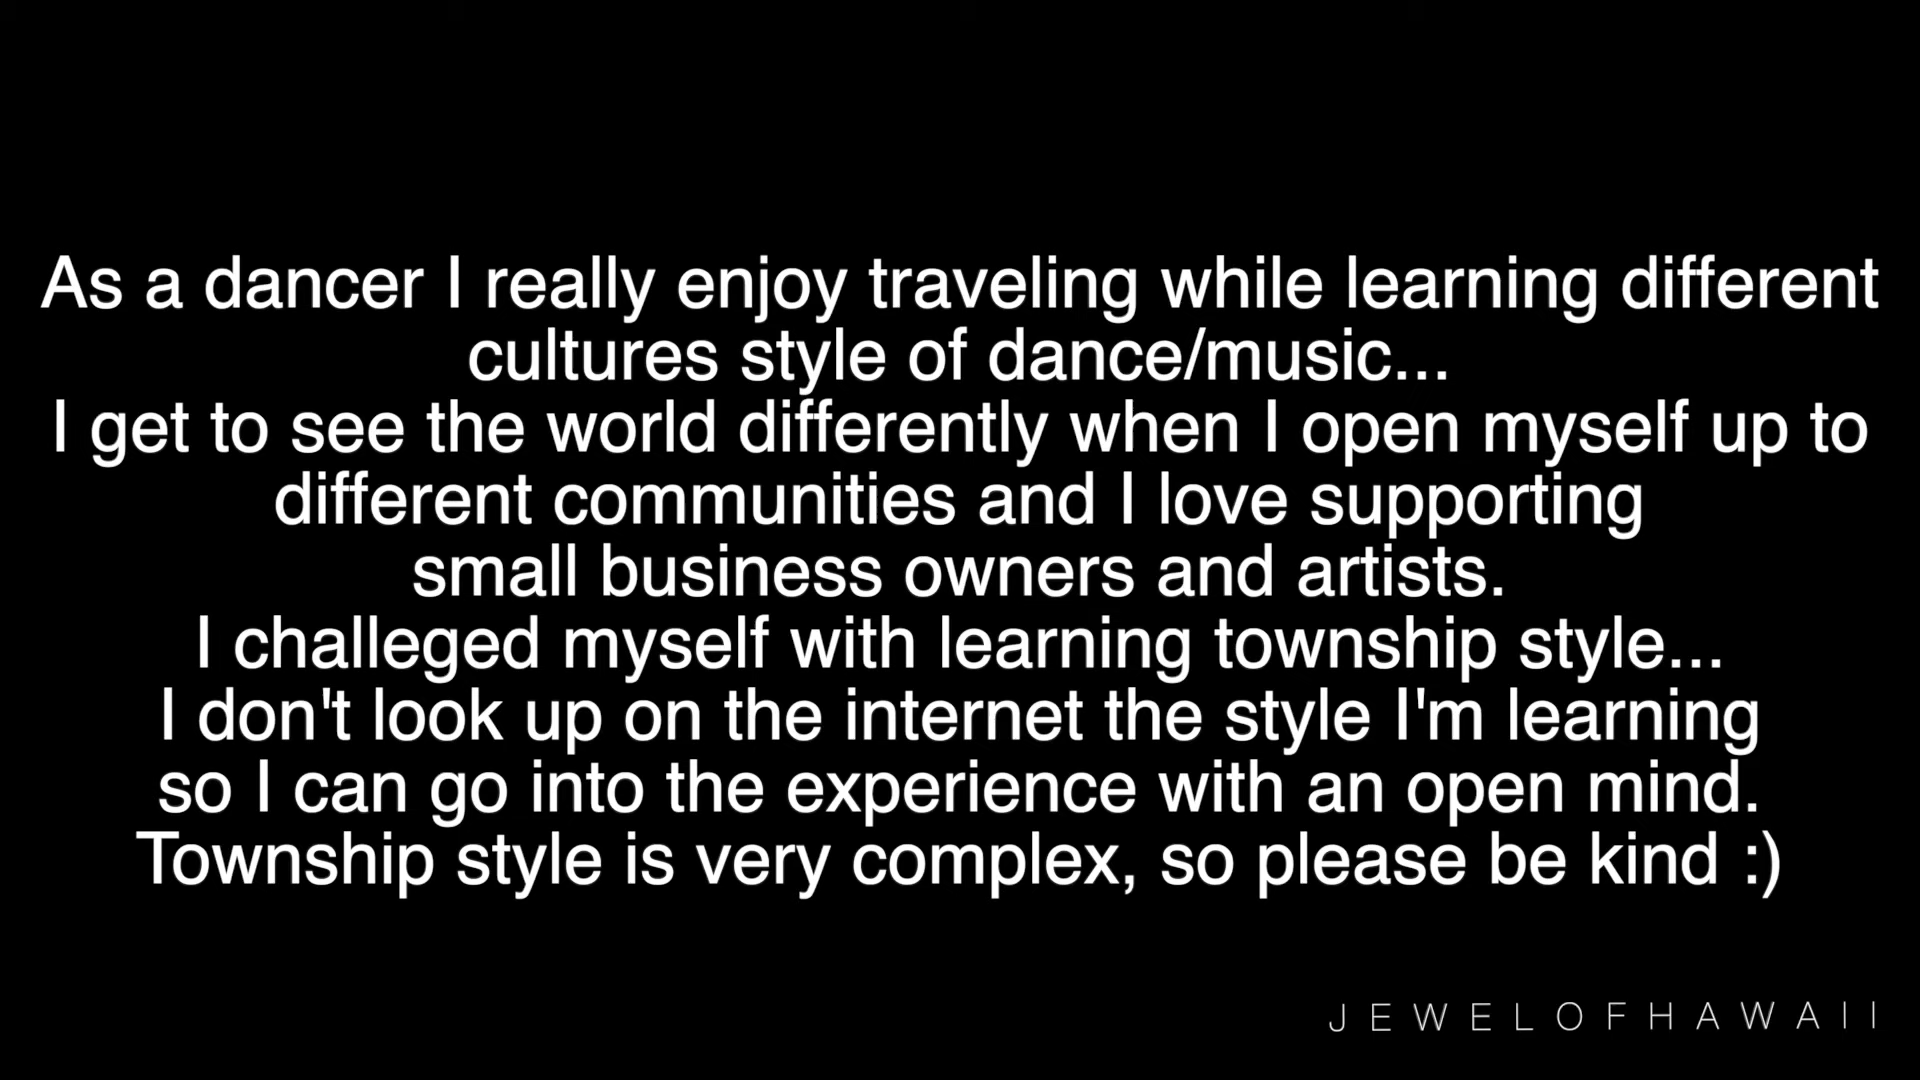 As a dancer I really enjoy traveling while learning different
cultures style of dance/music...
I get to see the world differently when I open myself up to
different communities and I love supporting
small business owners and artists.
I challeged myself with learning township style...
I don't look up on the internet the style I'm learning
so I can go into the experience with an open mind.
Township style is very complex, so please be kind :)
JEWELOFHAWAII